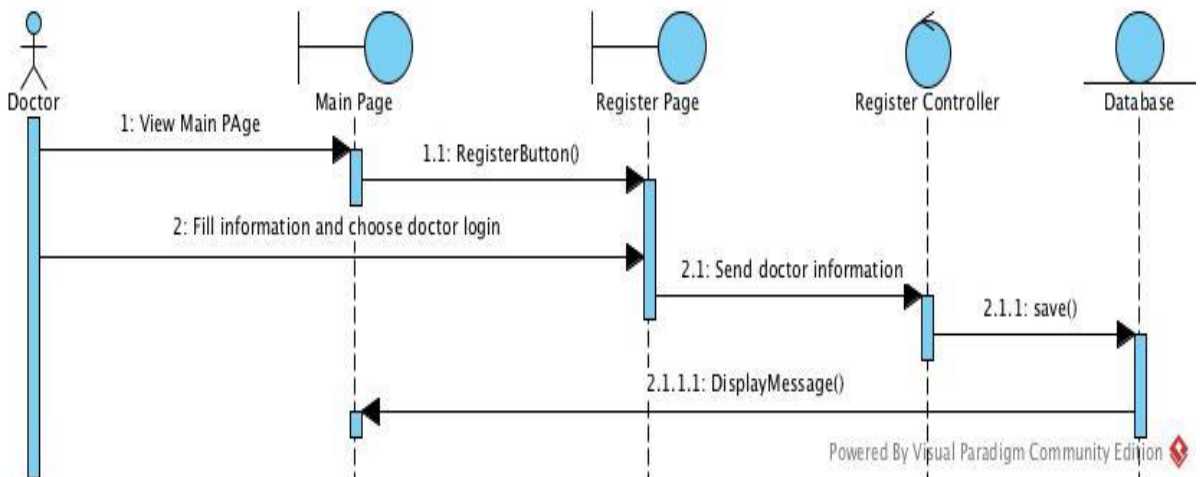 Doctor
Main Page
Register Page
Register Controller
Database
1: View Main PAge
1.1: RegisterButton()
2: Fill information and choose doctor login
2.1: Send doctor information
2.1.1: save()
2.1.1.1: DisplayMessage()
Powered By Visual Paradigm Community Edition